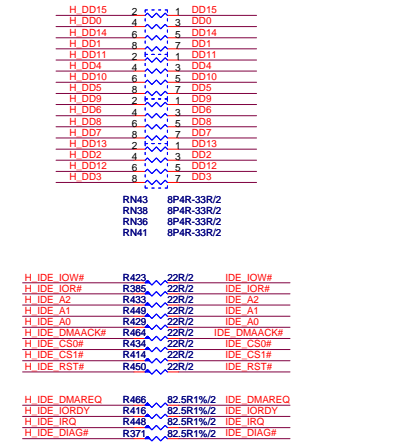 H_DD15 2 1 DD15
H_DD0 4 3 DD0
H_DD14 6 5 DD14
H_DD1 8 7 DD1
H_DD11 2 1 DD11
H_DD4 4 3 DD4
H_DD10 6 5 DD10
H_DD5 8 7 DD5
H_DD9 2 1 DD9
H_DD6 4 3 DD6
H_DD8 6 5 DD8
H_DD7 8 7 DD7
H_DD13 2 1 DD13
H_DD2 4 3 DD2
H_DD12 6 5 DD12
H_DD3 8 7 DD3
RN43 8P4R-33R/2
RN38 8P4R-33R/2
RN36 8P4R-33R/2
RN41 8P4R-33R/2
H_IDE_IOW# R423 22R/2 IDE_IOW#
H_IDE_IOR# R385 22R/2 IDE_IOR#
H_IDE_A2 R433 22R/2 IDE_A2
H_IDE_A1 R449 22R/2 IDE_A1
H_IDE_A0 R429 22R/2 IDE_A0
H_IDE_DMAACK# R464 22R/2 IDE_DMAACK#
H_IDE_CS0# R434 22R/2 IDE_CS0#
H_IDE_CS1# R414 22R/2 IDE_CS1#
H_IDE_RST# R450 22R/2 IDE_RST#
H_IDE_DMAREQ R466 82.5R1%/2 IDE_DMAREQ
H_IDE_IORDY R416 82.5R1%/2 IDE_IORDY
H_IDE_IRQ R448 82.5R1%/2 IDE_IRQ
H_IDE_DIAG# R371 82.5R1%/2 IDE_DIAG#